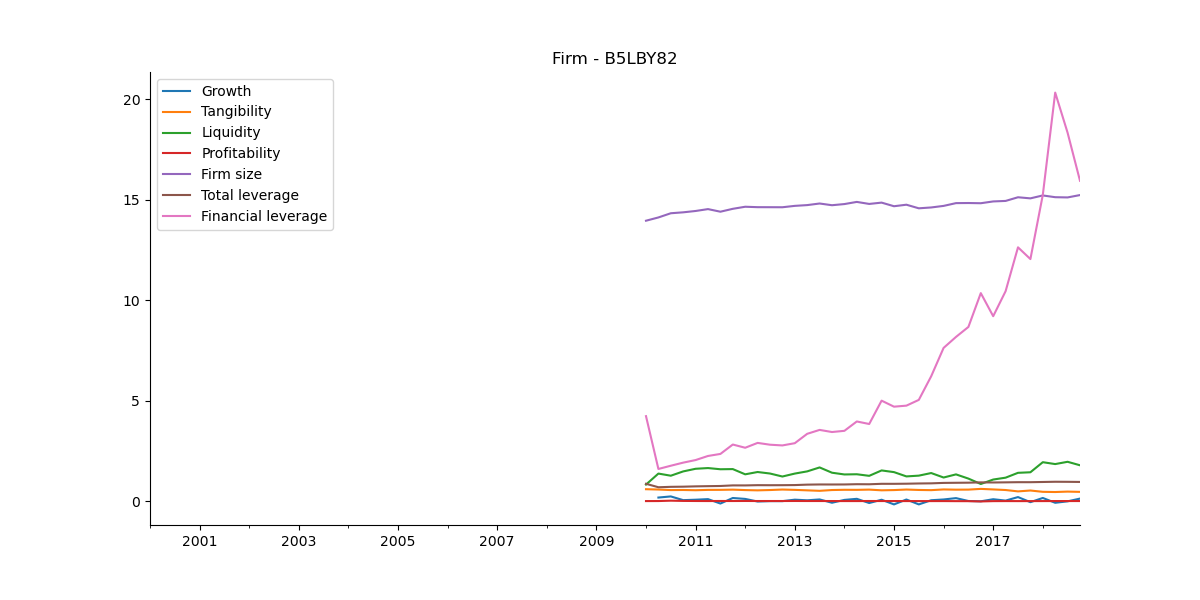 Firm - B5LBY82
Growth
Tangibility
Liquidity
Profitability
Firm size
Total leverage
Financial leverage
20
15
10
5
0
2001 2003 2005 2007 2009 2011 2013 2015 2017